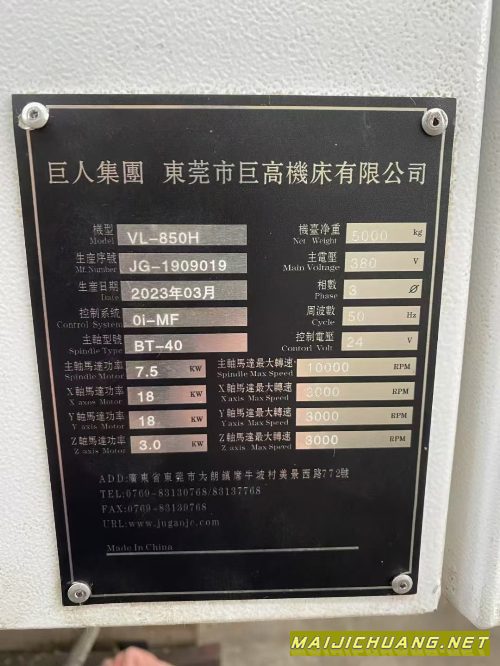 巨人集團 東莞市巨高機床有限公司
機型 Model VL-850H 機臺净重 Net Weight 5000 kg
生産序號 Mf.Number JG-1909019 主電壓 Main Voltage 380 V
生産日期 Date 2023年03月 相數 Phase 3 Ø
控制系統 Control System 0i-MF 周波數 Cycle 50 Hz
主軸型號 Spindle Type BT-40 控制電壓 Contorl Volt 24 V
主軸馬達功率 Spindle Motor 7.5 KW 主軸馬達最大轉速 Spindle Max Speed 10000 RPM
X軸馬達功率 X axes Motor 18 KW X軸馬達最大轉速 X axis Max Speed 3000 RPM
Y軸馬達功率 Y axis Motor 18 KW Y軸馬達最大轉速 Y axis Max Speed 3000 RPM
Z軸馬達功率 Z axis Motor 3.0 KW Z軸馬達最大轉速 Z axis Max Speed 3000 RPM
ADD:廣東省東莞市大朗鎮犀牛坡村美景西路772號
TEL:0769-83130768/83137768
FAX:0769-83139768
URL:www.jugaojc.com
Made In China
MAIJICHUANG.NET